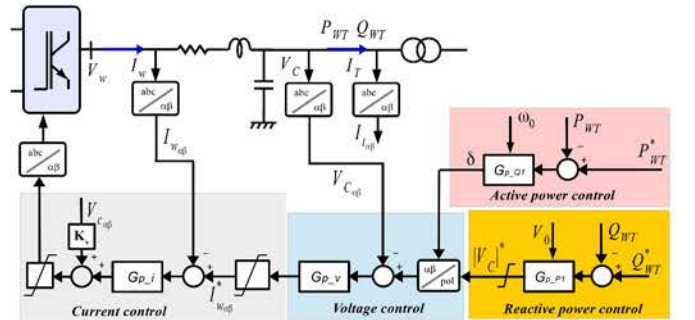 P_WT Q_WT
V_w
I_w
V_C
I_T
abc
αβ
abc
αβ
abc
αβ
I_wαβ
V_Cαβ
I_Iαβ
ω_0
P_WT
P*_WT
δ
G_P_Q1
−
+
Active power control
abc
αβ
V_cαβ
K_v
+
+
G_P_i
−
+
I*_wαβ
Current control
G_P_v
−
+
αβ
pol
Voltage control
|V_C|*
V_0
Q_WT
Q*_WT
G_P_P1
−
+
Reactive power control